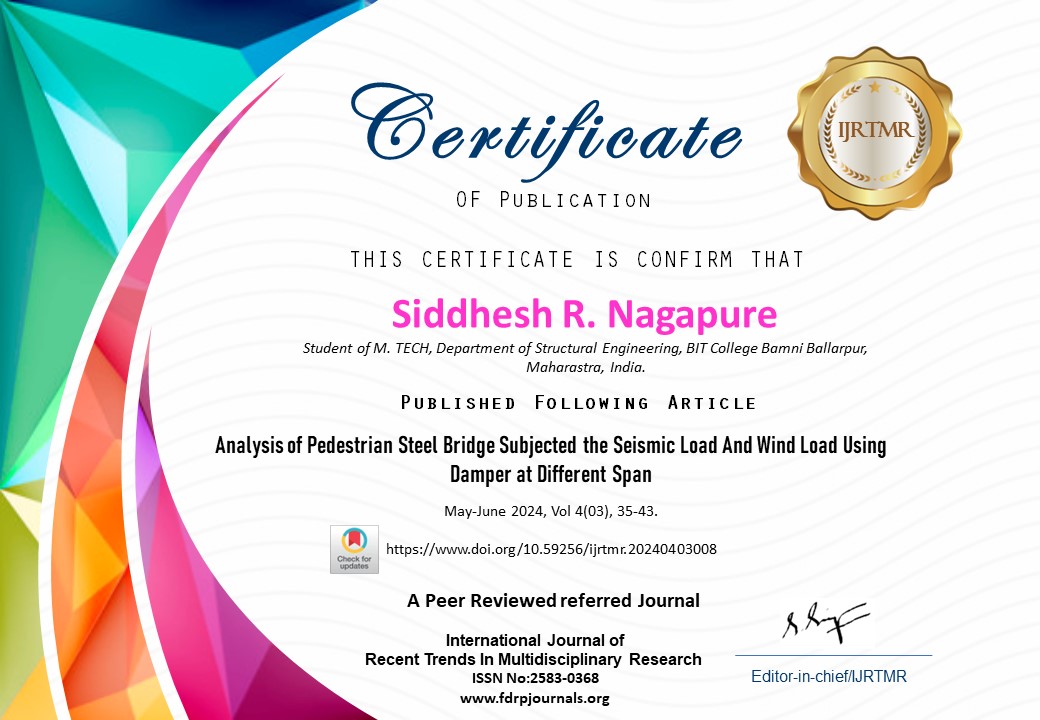 Certificate
IJRTMR
OF PUBLICATION
THIS CERTIFICATE IS CONFIRM THAT
Siddhesh R. Nagapure
Student of M. TECH, Department of Structural Engineering, BIT College Bamni Ballarpur,
Maharastra, India.
PUBLISHED FOLLOWING ARTICLE
Analysis of Pedestrian Steel Bridge Subjected the Seismic Load And Wind Load Using
Damper at Different Span
May-June 2024, Vol 4(03), 35-43.
Check for
updates
https://www.doi.org/10.59256/ijrtmr.20240403008
A Peer Reviewed referred Journal
International Journal of
Recent Trends In Multidisciplinary Research
ISSN No:2583-0368
www.fdrpjournals.org
Editor-in-chief/IJRTMR